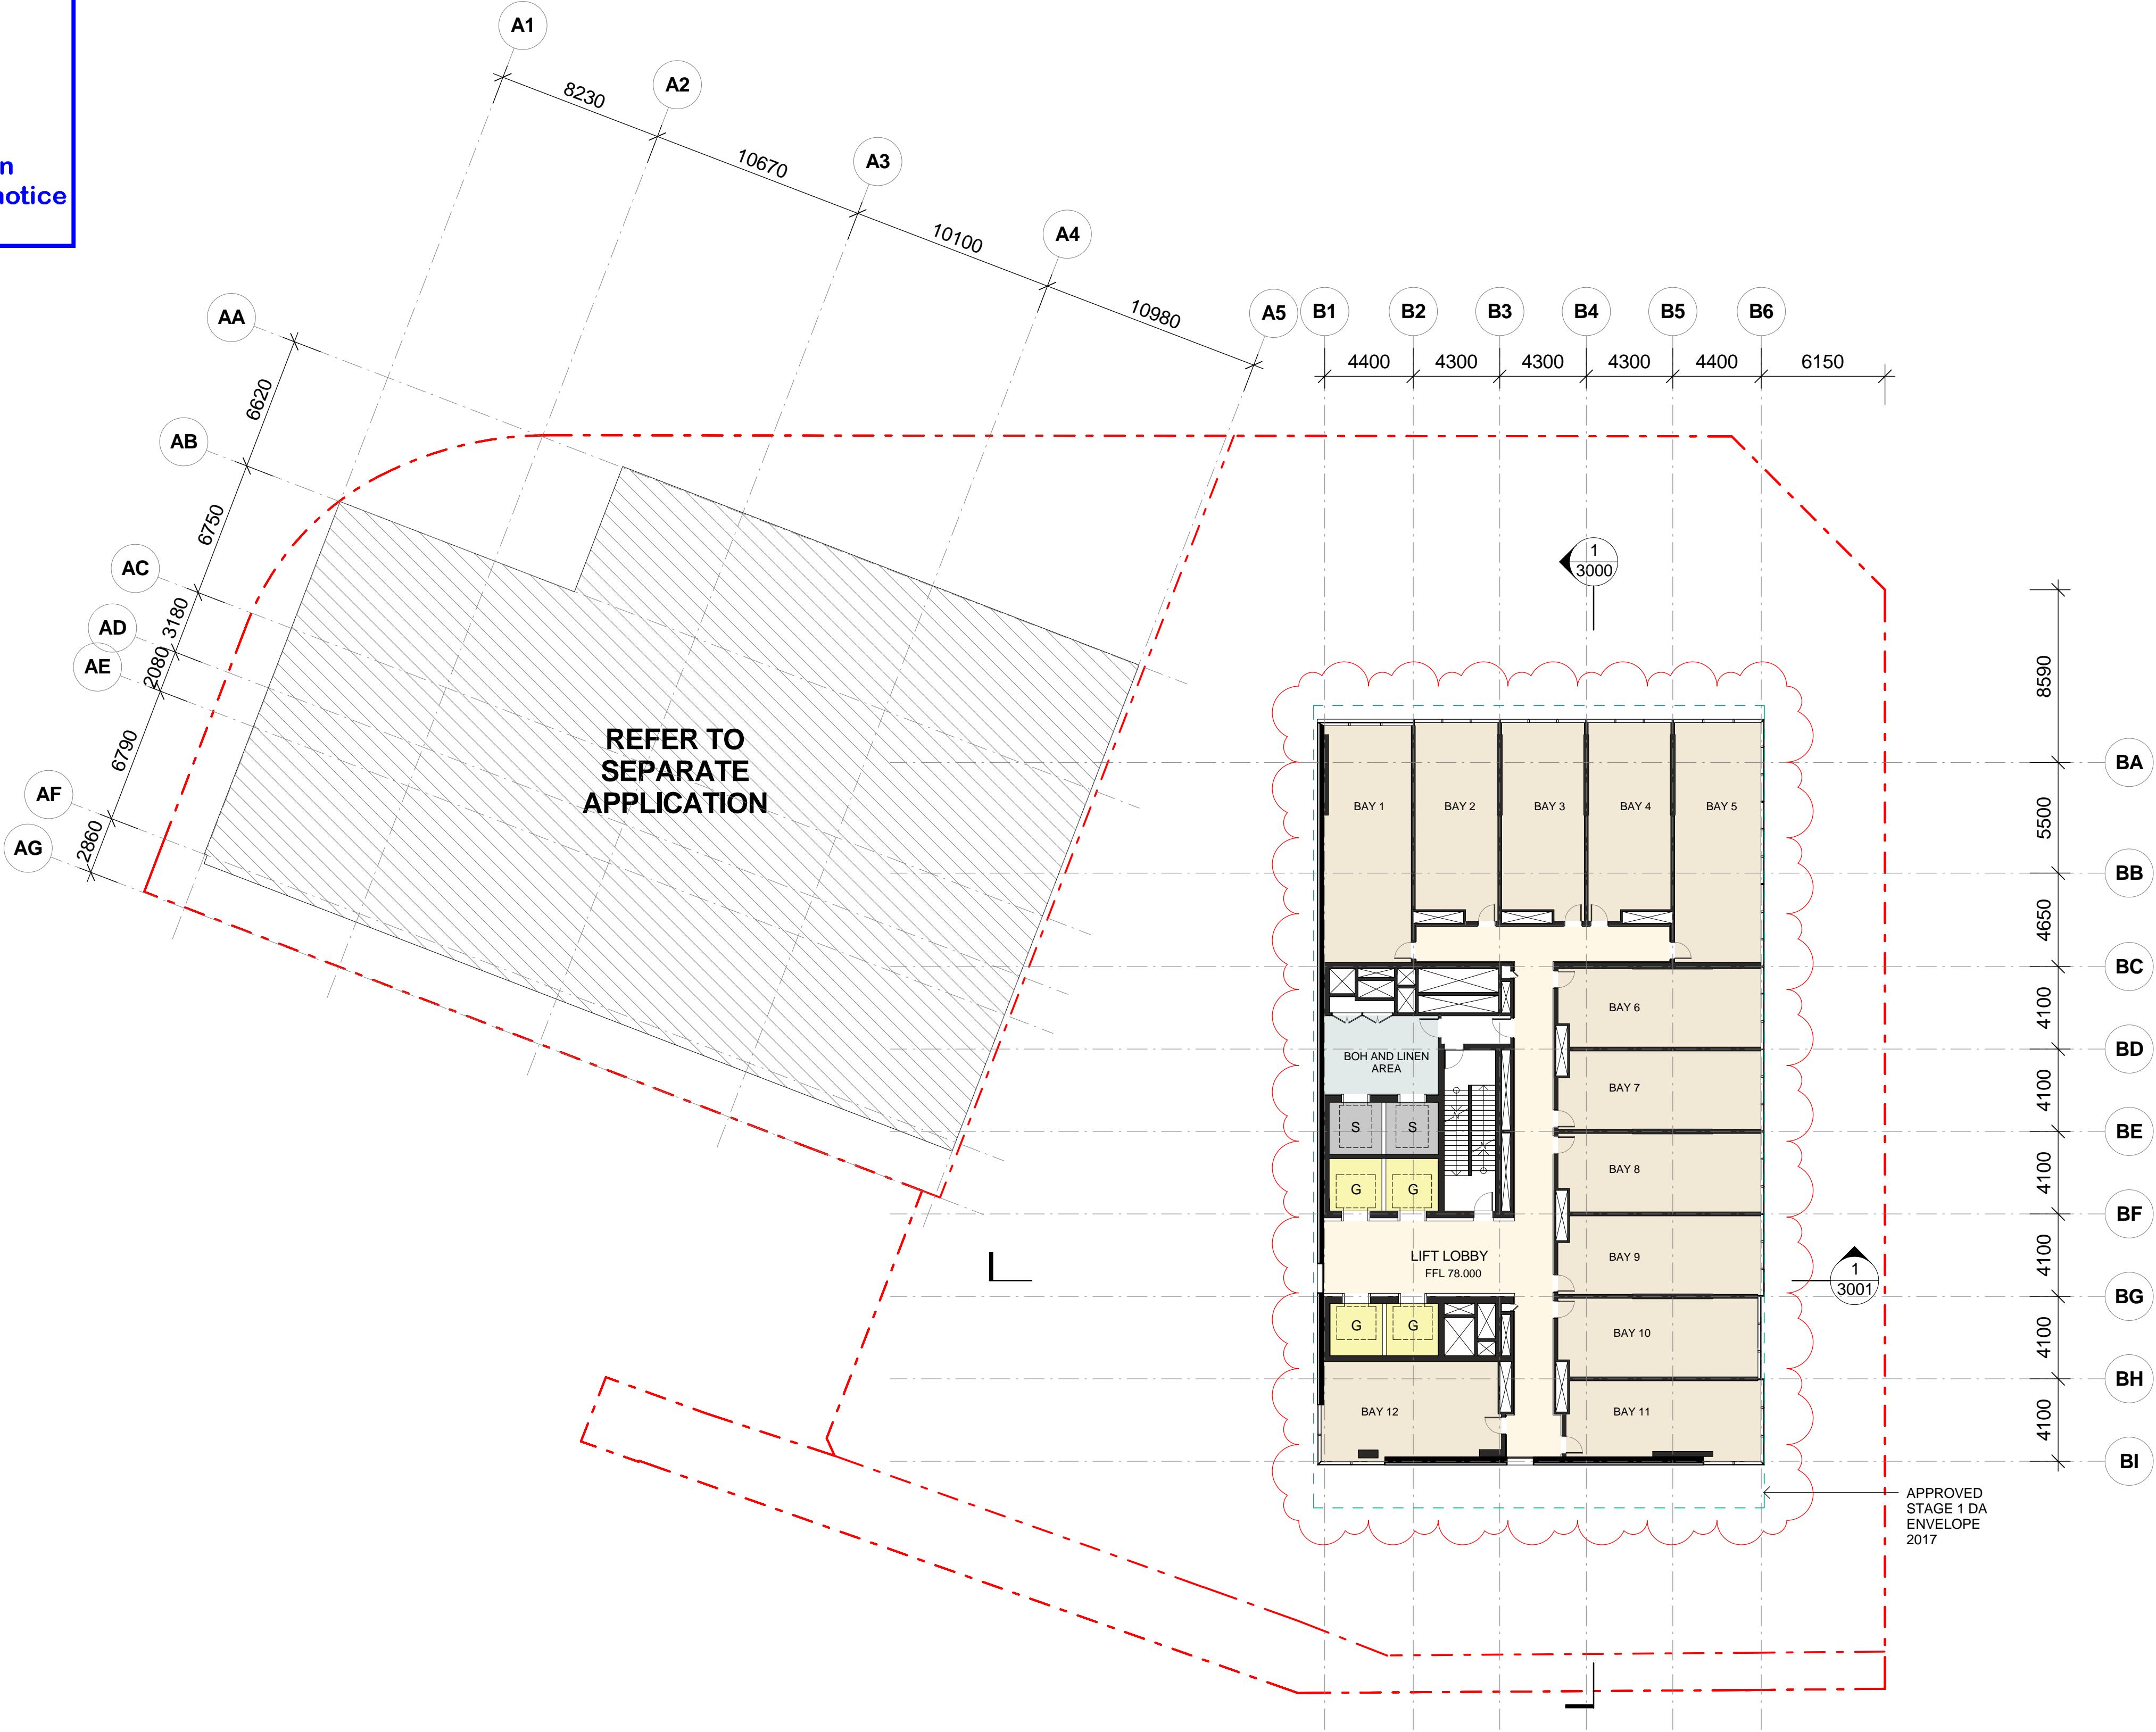 n
notice
A1
A2
A3
A4
A5
8230
10670
10100
10980
AA
AB
AC
AD
AE
AF
AG
6620
6750
3180
2080
6790
2860
REFER TO
SEPARATE
APPLICATION
B1
B2
B3
B4
B5
B6
4400
4300
4300
4300
4400
6150
1
3000
BAY 1
BAY 2
BAY 3
BAY 4
BAY 5
BAY 6
BOH AND LINEN
AREA
BAY 7
S
S
BAY 8
G
G
LIFT LOBBY
FFL 78.000
BAY 9
G
G
BAY 10
BAY 12
BAY 11
1
3001
8590
5500
4650
4100
4100
4100
4100
4100
4100
BA
BB
BC
BD
BE
BF
BG
BH
BI
APPROVED
STAGE 1 DA
ENVELOPE
2017